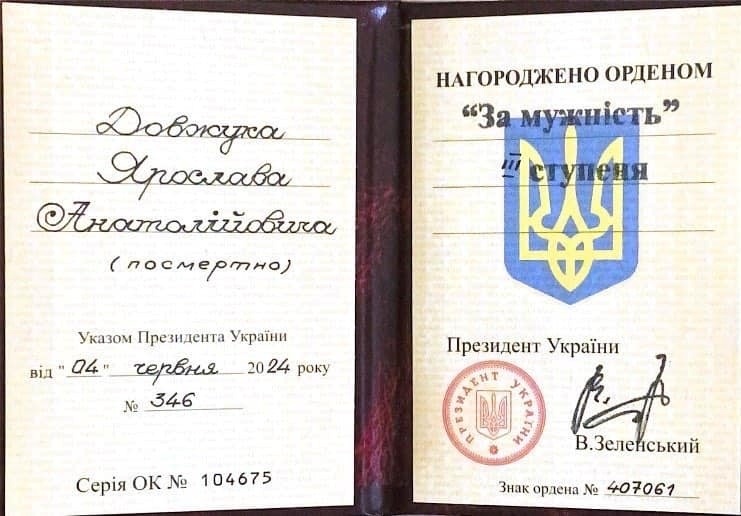 Довжука
Ярослава
Анатолійовича
(посмертно)
Указом Президента України
від "04" червня 2024 року
№ 346
Серія ОК № 104675
НАГОРОДЖЕНО ОРДЕНОМ
“За мужність”
III ступеня
Президент України
ПРЕЗИДЕНТ УКРАЇНИ
В.Зеленський
Знак ордена № 407061